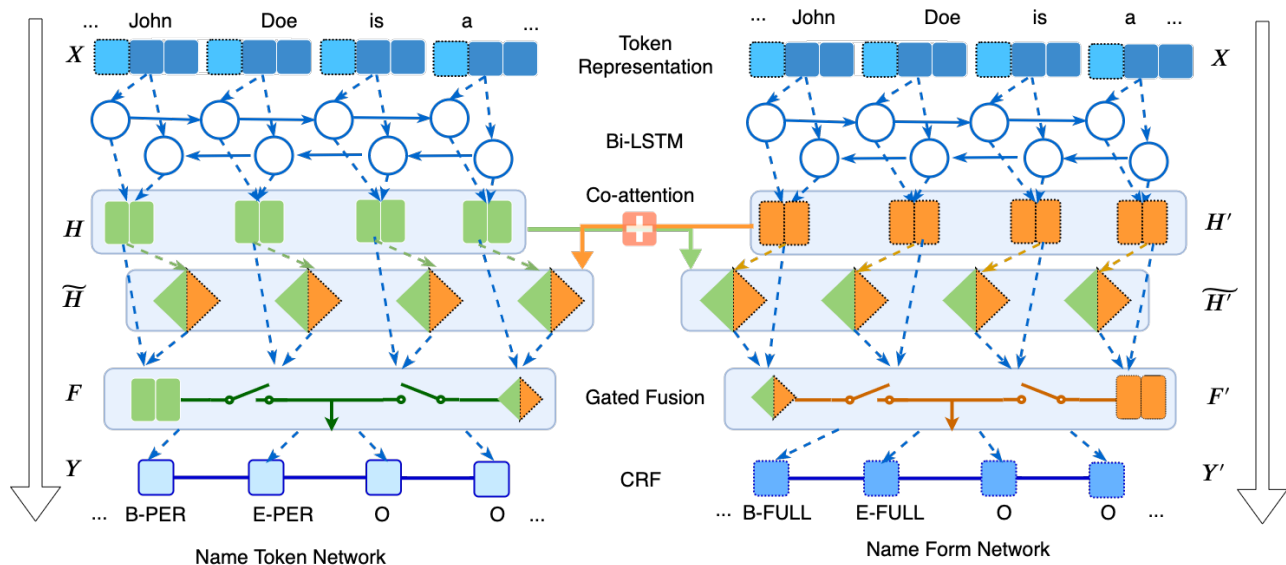 ... John Doe is a ...
... John Doe is a ...
X
Token
Representation
X
Bi-LSTM
Co-attention
H
H′
H̃
H̃′
F
Gated Fusion
F′
Y
CRF
Y′
... B-PER E-PER O O ...
... B-FULL E-FULL O O ...
Name Token Network
Name Form Network